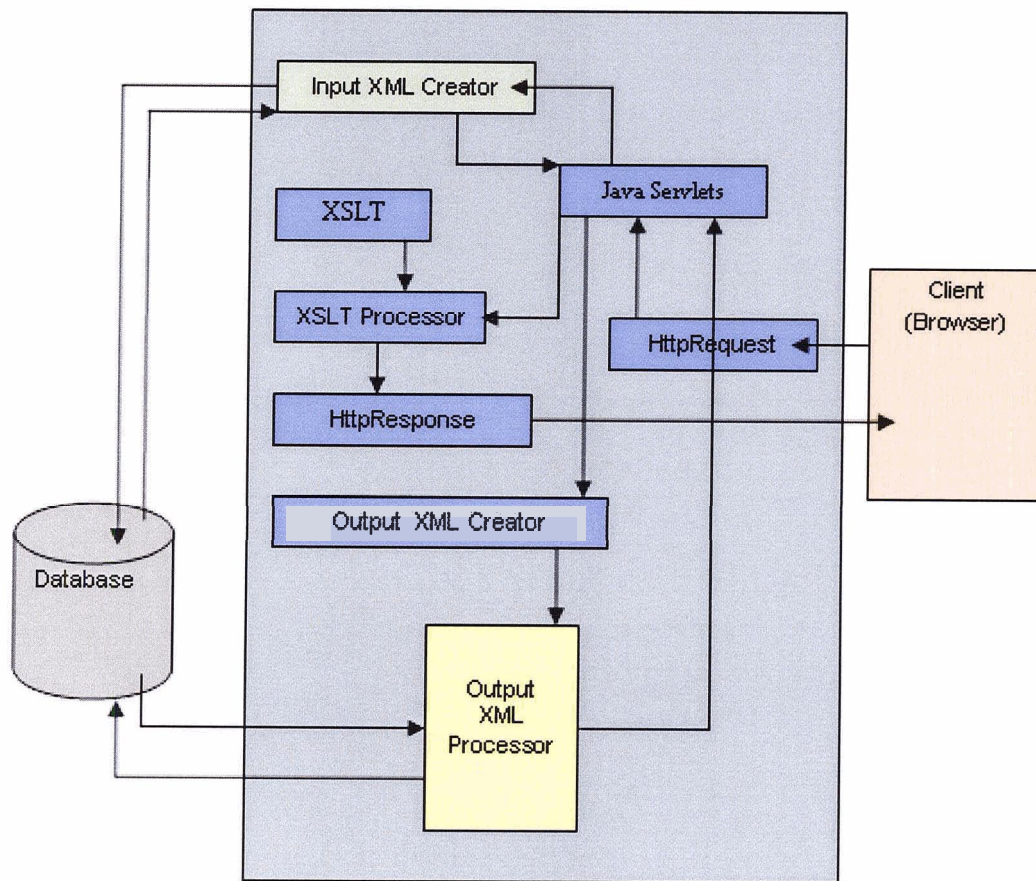 Input XML Creator
Java Servlets
XSLT
XSLT Processor
HttpRequest
Client
(Browser)
HttpResponse
Output XML Creator
Database
Output
XML
Processor